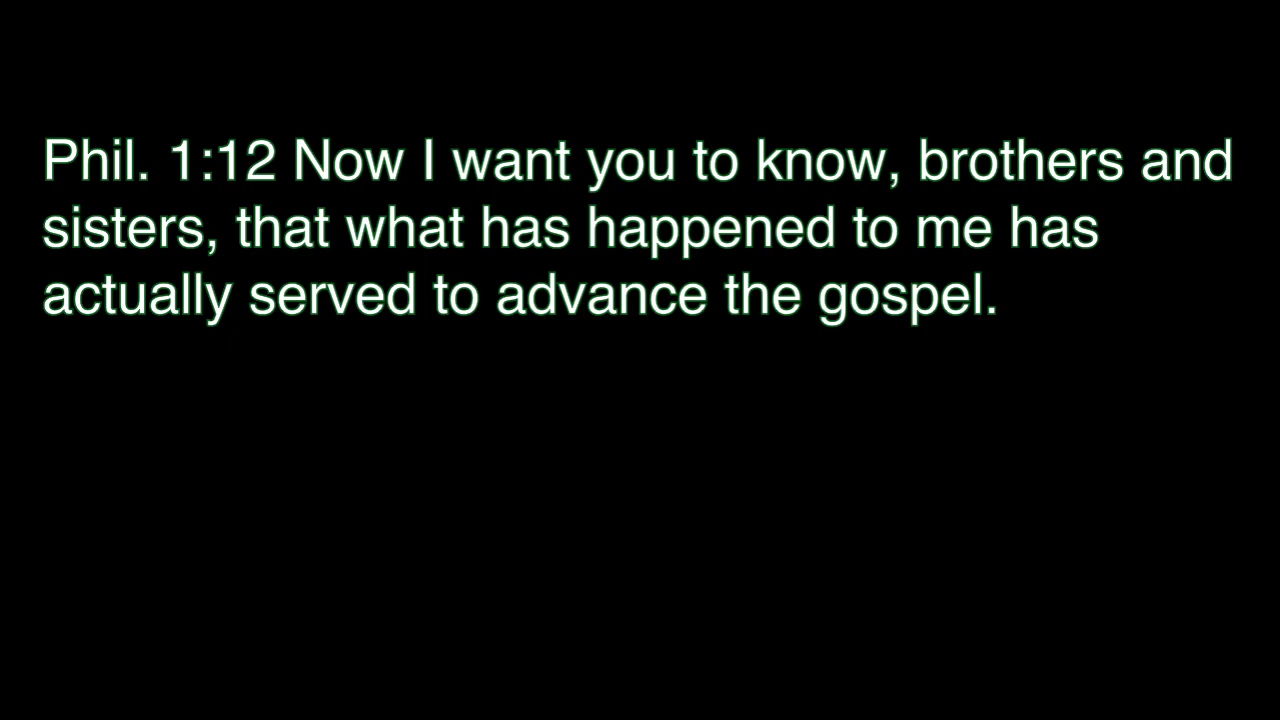 Phil. 1:12 Now I want you to know, brothers and
sisters, that what has happened to me has
actually served to advance the gospel.